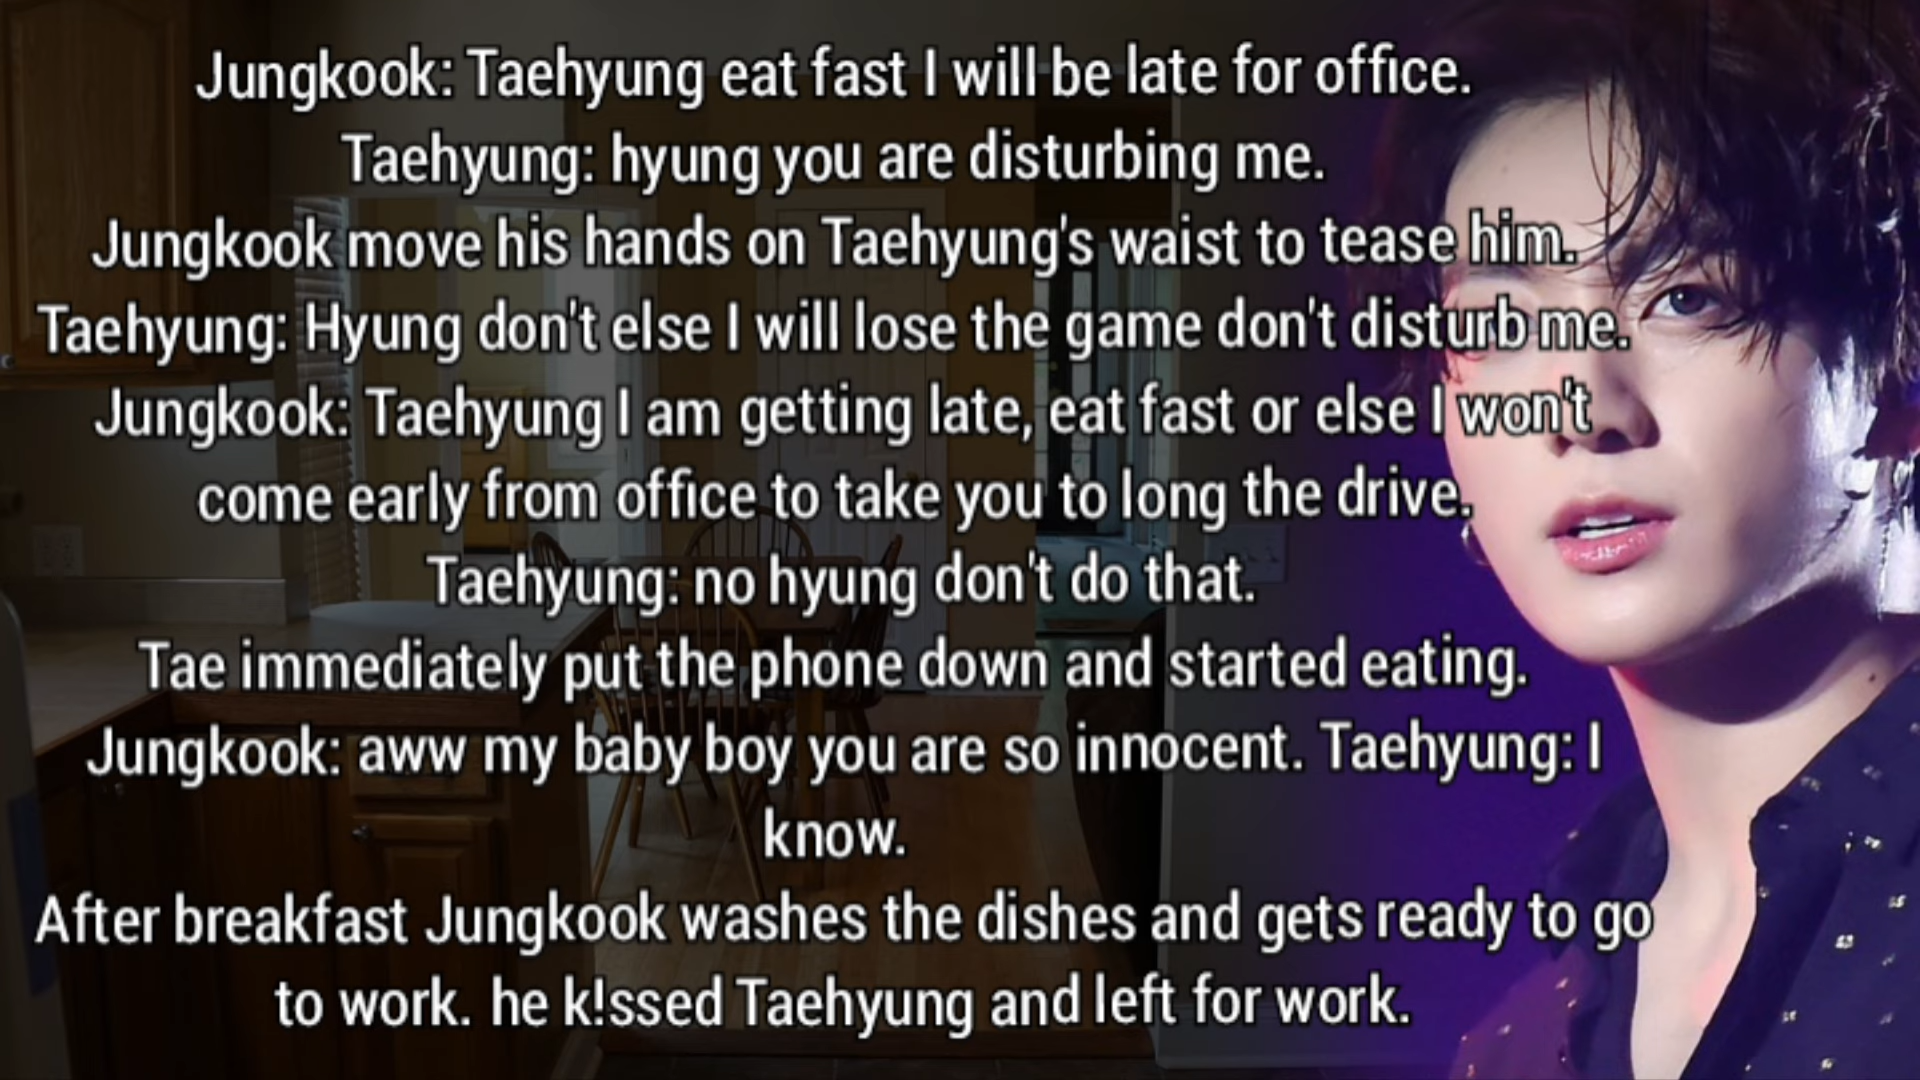 Jungkook: Taehyung eat fast I will be late for office.
Taehyung: hyung you are disturbing me.
Jungkook move his hands on Taehyung's waist to tease him.
Taehyung: Hyung don't else I will lose the game don't disturb me.
Jungkook: Taehyung I am getting late, eat fast or else I won't
come early from office to take you to long the drive.
Taehyung: no hyung don't do that.
Tae immediately put the phone down and started eating.
Jungkook: aww my baby boy you are so innocent. Taehyung: I
know.
After breakfast Jungkook washes the dishes and gets ready to go
to work. he k!ssed Taehyung and left for work.